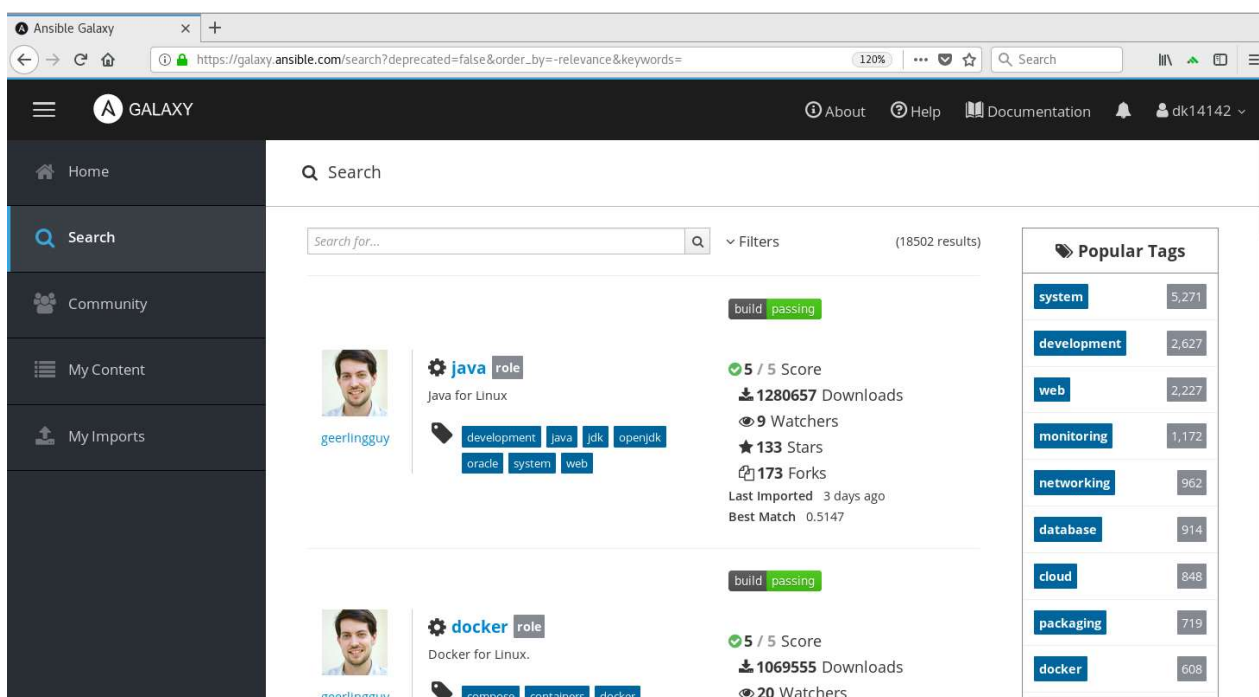 Ansible Galaxy
https://galaxy.ansible.com/search?deprecated=false&order_by=-relevance&keywords=
120%
Search
GALAXY
About
Help
Documentation
dk14142
Home
Search
Community
My Content
My Imports
Search
Search for...
Filters
(18502 results)
build passing
java role
Java for Linux
geerlingguy
development java jdk openjdk
oracle system web
5 / 5 Score
1280657 Downloads
9 Watchers
133 Stars
173 Forks
Last Imported 3 days ago
Best Match 0.5147
build passing
docker role
Docker for Linux.
geerlingguy
compose containers docker
5 / 5 Score
1069555 Downloads
20 Watchers
Popular Tags
system 5,271
development 2,627
web 2,227
monitoring 1,172
networking 962
database 914
cloud 848
packaging 719
docker 608